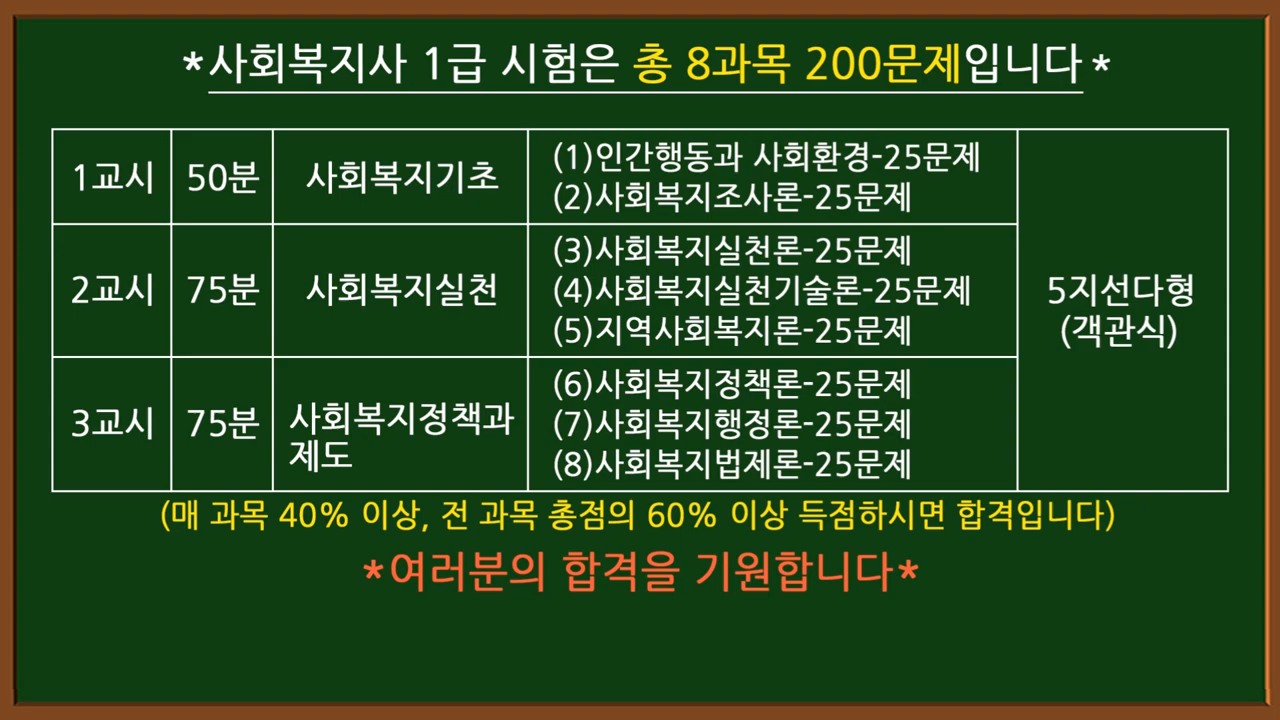 *사회복지사 1급 시험은 총 8과목 200문제입니다*
1교시 50분 사회복지기초
(1)인간행동과 사회환경-25문제
(2)사회복지조사론-25문제
2교시 75분 사회복지실천
(3)사회복지실천론-25문제
(4)사회복지실천기술론-25문제
(5)지역사회복지론-25문제
3교시 75분 사회복지정책과
제도
(6)사회복지정책론-25문제
(7)사회복지행정론-25문제
(8)사회복지법제론-25문제
5지선다형
(객관식)
(매 과목 40% 이상, 전 과목 총점의 60% 이상 득점하시면 합격입니다)
*여러분의 합격을 기원합니다*